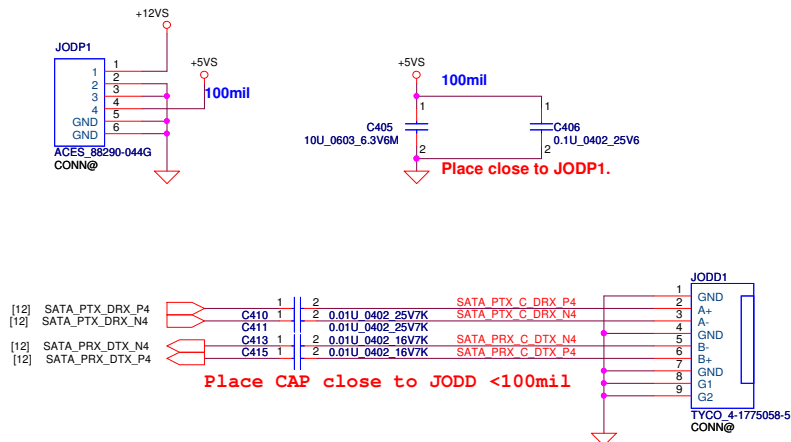 +12VS
JODP1
+5VS
100mil
1 1
2 2
3 3
4 4
GND 5
GND 6
ACES_88290-044G
CONN@
+5VS
100mil
1 1
C405 C406
10U_0603_6.3V6M 0.1U_0402_25V6
2 2
Place close to JODP1.
JODD1
[12] SATA_PTX_DRX_P4 1 2 SATA_PTX_C_DRX_P4
C410 0.01U_0402_25V7K
[12] SATA_PTX_DRX_N4 1 2 SATA_PTX_C_DRX_N4
C411 0.01U_0402_25V7K
[12] SATA_PRX_DTX_N4 1 2 SATA_PRX_C_DTX_N4
C413 0.01U_0402_16V7K
[12] SATA_PRX_DTX_P4 1 2 SATA_PRX_C_DTX_P4
C415 0.01U_0402_16V7K
Place CAP close to JODD <100mil
1 GND
2 A+
3 A-
4 GND
5 B-
6 B+
7 GND
8 G1
9 G2
TYCO_4-1775058-5
CONN@